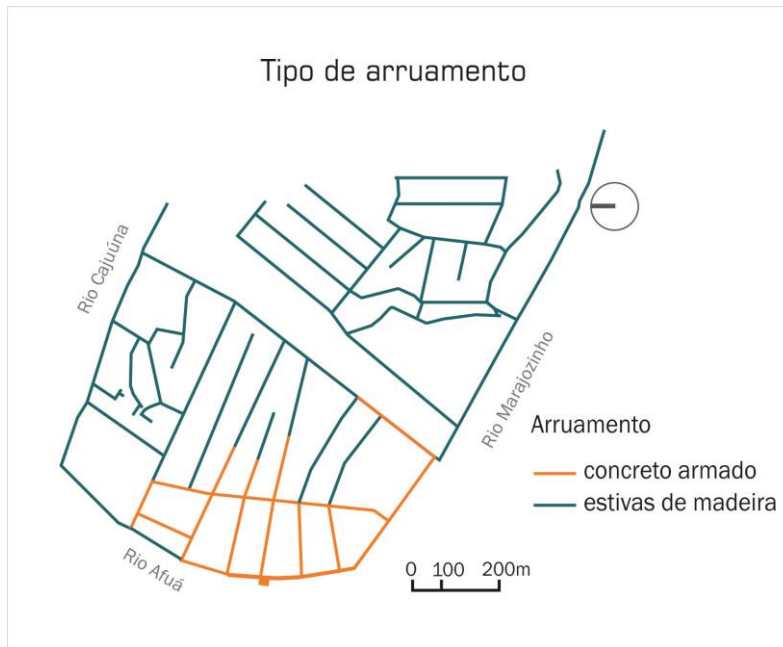 Tipo de arruamento
Rio Cajuúna
Rio Marajozinho
Arruamento
concreto armado
estivas de madeira
Rio Afuá
0 100 200m